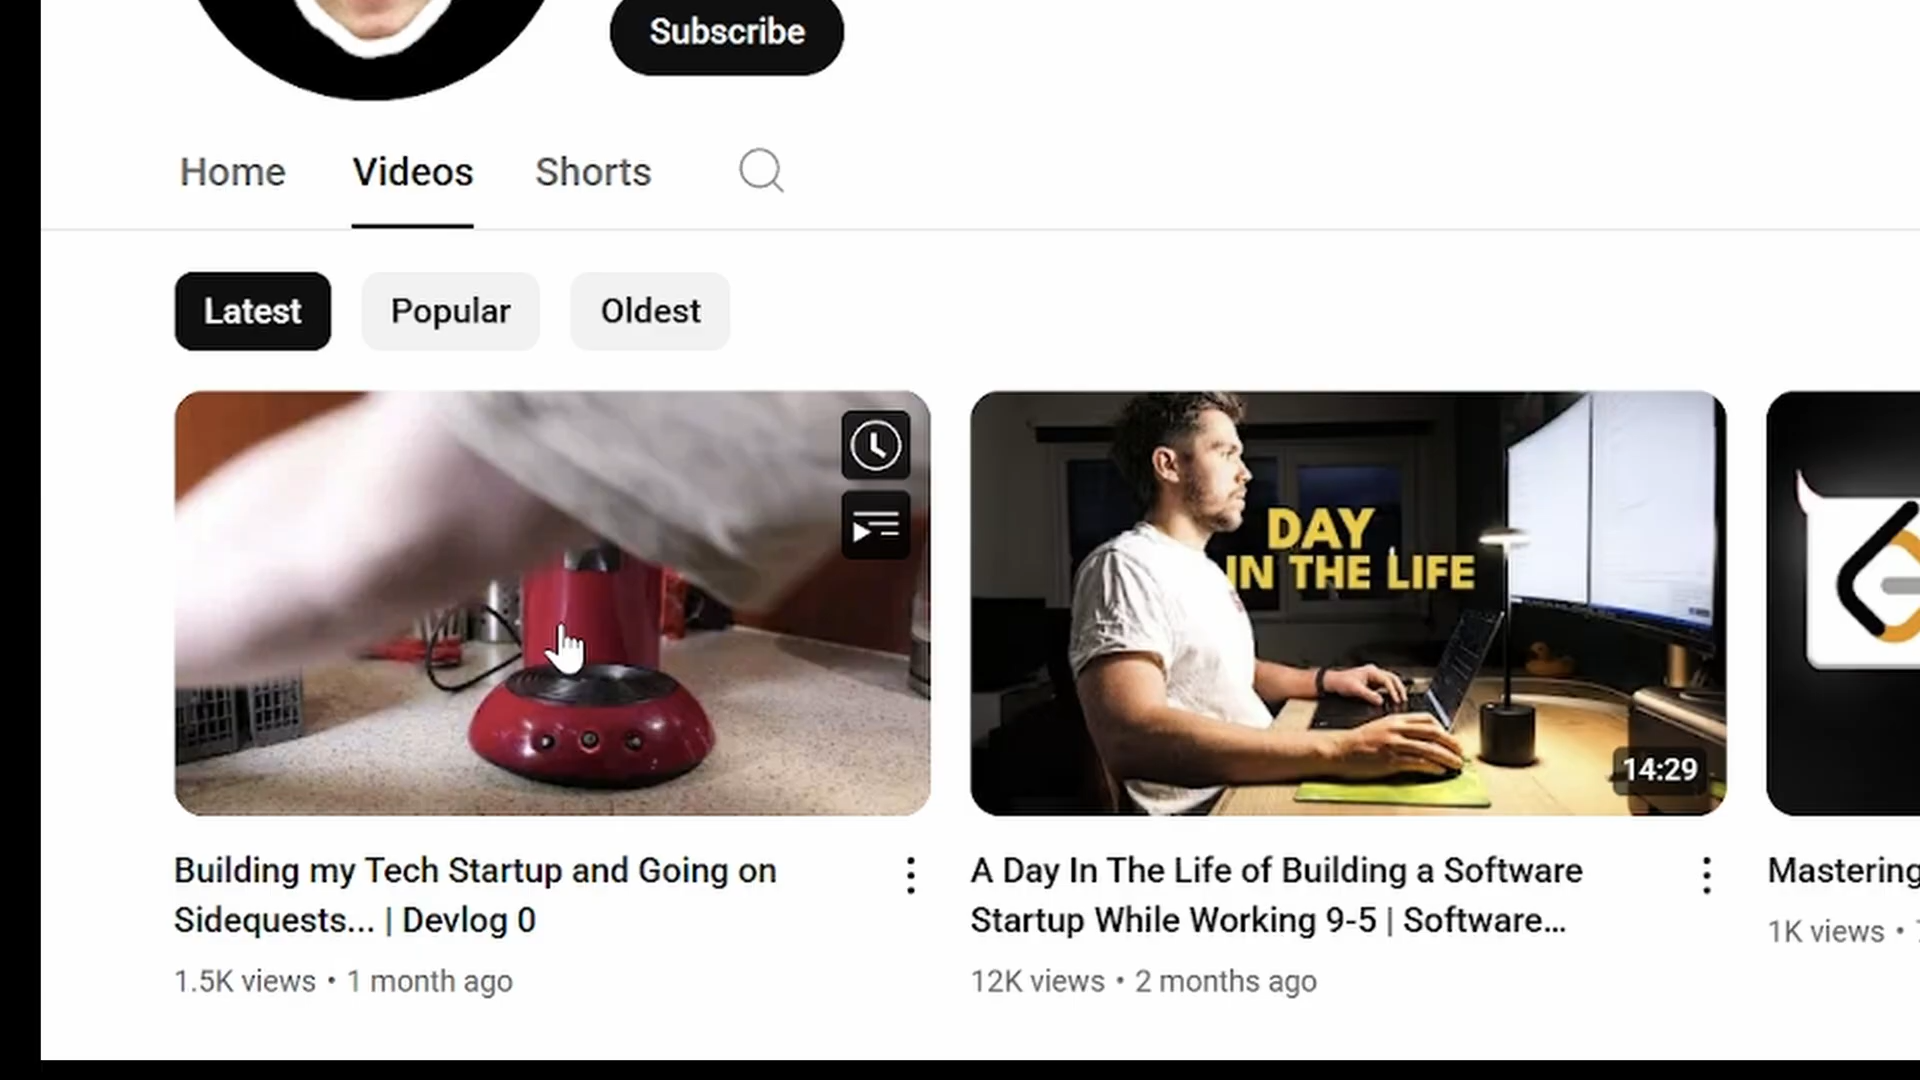 Subscribe
Home
Videos
Shorts
Latest
Popular
Oldest
DAY
IN THE LIFE
14:29
Building my Tech Startup and Going on
Sidequests... | Devlog 0
1.5K views • 1 month ago
A Day In The Life of Building a Software
Startup While Working 9-5 | Software...
12K views • 2 months ago
Mastering
1K views •